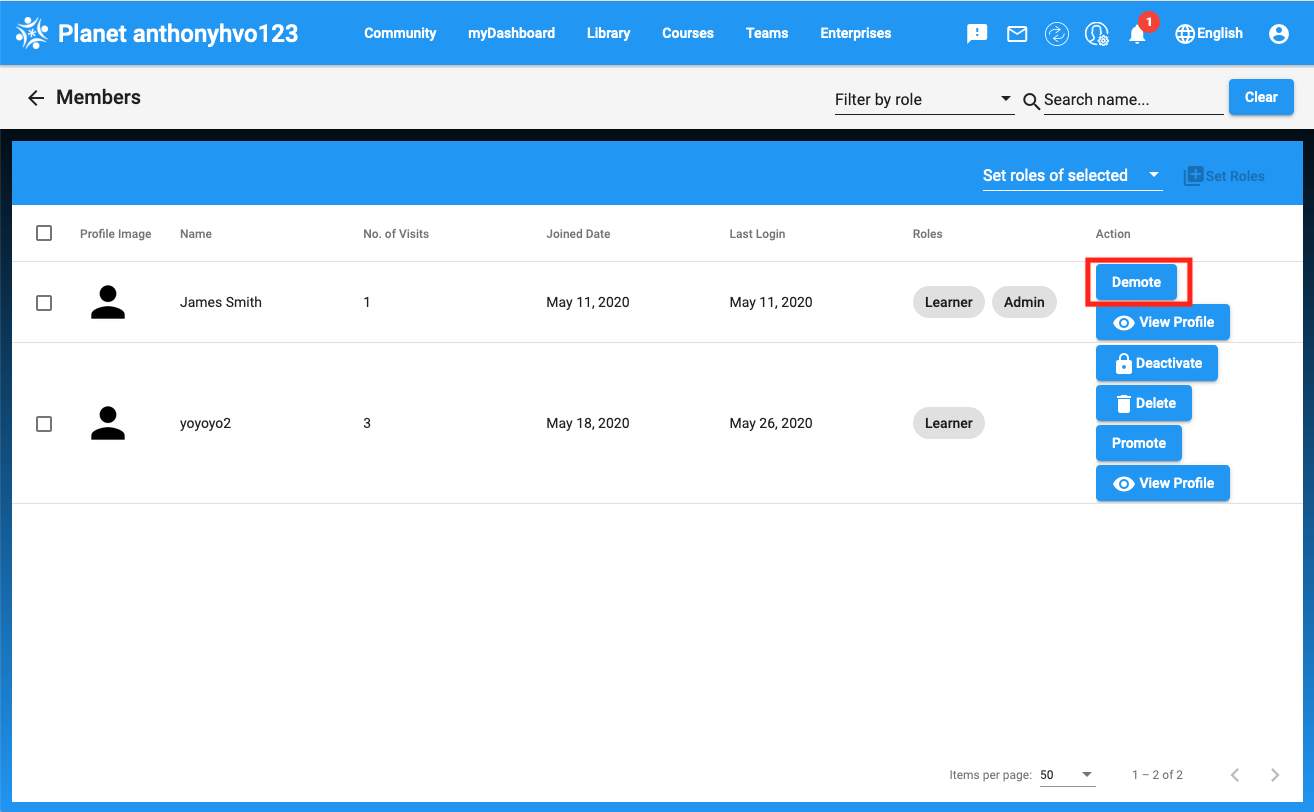 Planet anthonyhvo123 Community myDashboard Library Courses Teams Enterprises 1 English
Members Filter by role Search name... Clear
Set roles of selected Set Roles
Profile Image Name No. of Visits Joined Date Last Login Roles Action
James Smith 1 May 11, 2020 May 11, 2020 Learner Admin Demote
View Profile
yoyoyo2 3 May 18, 2020 May 26, 2020 Learner Deactivate
Delete
Promote
View Profile
Items per page: 50 1 – 2 of 2